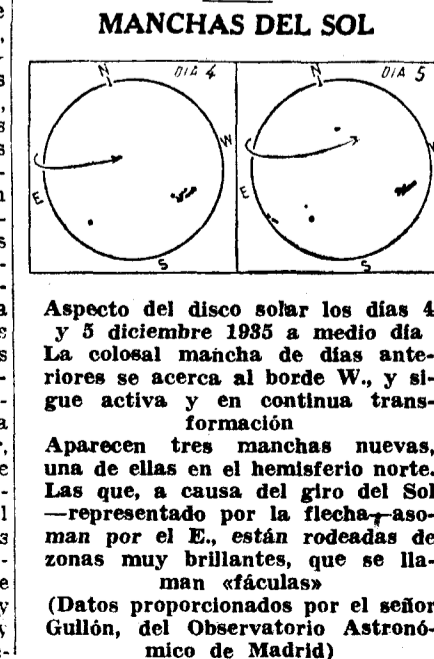 MANCHAS DEL SOL
N DIA 4
W
E
S
N DIA 5
W
E
S
Aspecto del disco solar los días 4
y 5 diciembre 1935 a medio día
La colosal mancha de días ante-
riores se acerca al borde W., y si-
gue activa y en continua trans-
formación
Aparecen tres manchas nuevas,
una de ellas en el hemisferio norte.
Las que, a causa del giro del Sol
—representado por la flecha—aso-
man por el E., están rodeadas de
zonas muy brillantes, que se lla-
man «fáculas»
(Datos proporcionados por el señor
Gullón, del Observatorio Astronó-
mico de Madrid)